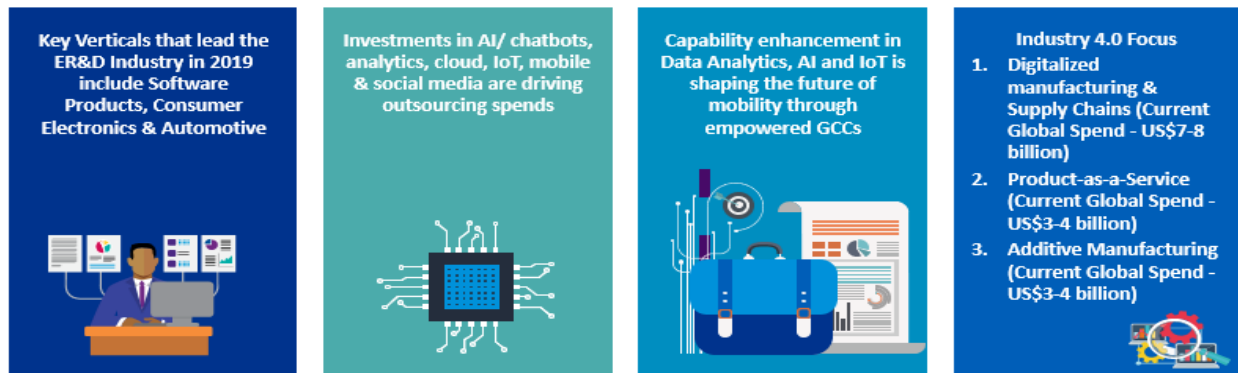 Key Verticals that lead the
ER&D Industry in 2019
include Software
Products, Consumer
Electronics & Automotive
Investments in AI/ chatbots,
analytics, cloud, IoT, mobile
& social media are driving
outsourcing spends
Capability enhancement in
Data Analytics, AI and IoT is
shaping the future of
mobility through
empowered GCCs
Industry 4.0 Focus
1. Digitalized
manufacturing &
Supply Chains (Current
Global Spend - US$7-8
billion)
2. Product-as-a-Service
(Current Global Spend -
US$3-4 billion)
3. Additive Manufacturing
(Current Global Spend -
US$3-4 billion)